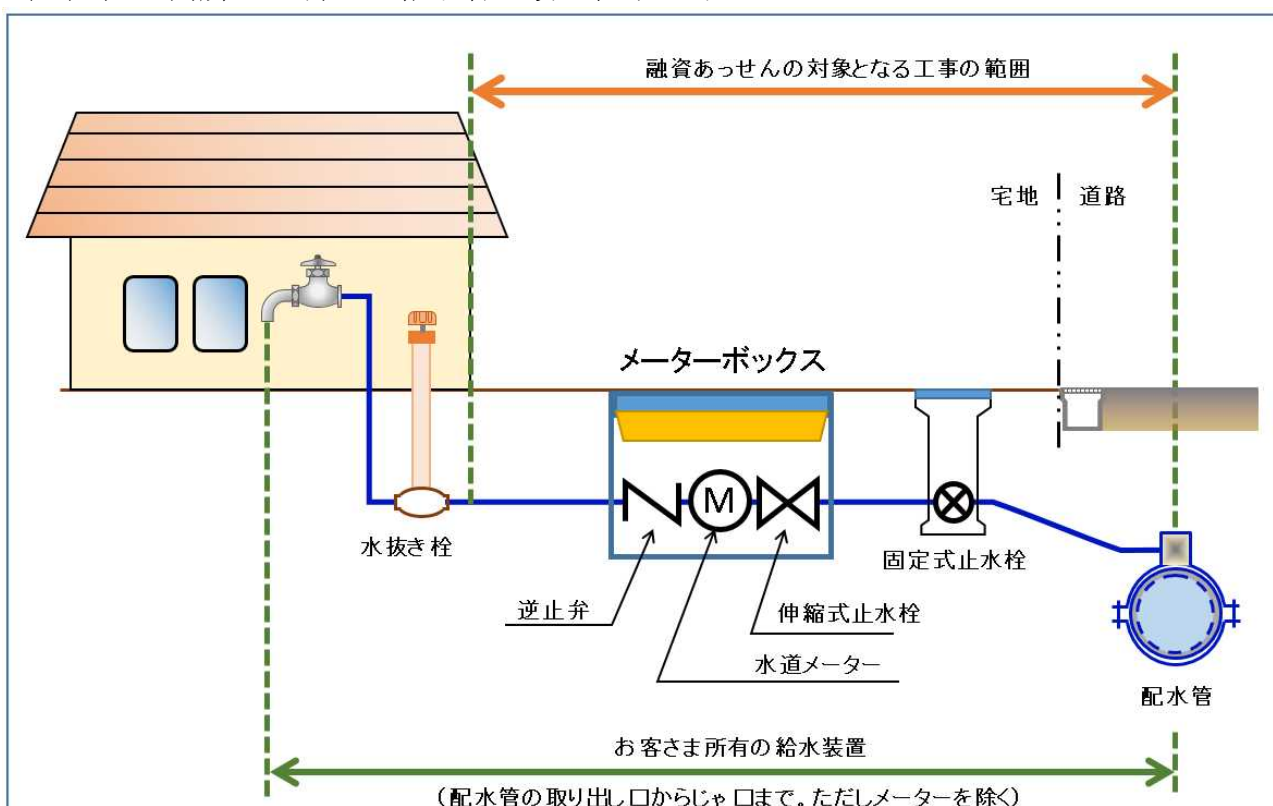 融資あっせんの対象となる工事の範囲
宅地
道路
メーターボックス
M
水抜き栓
固定式止水栓
逆止弁
伸縮式止水栓
水道メーター
配水管
お客さま所有の給水装置
(配水管の取り出し口からじゃ口まで。ただしメーターを除く)